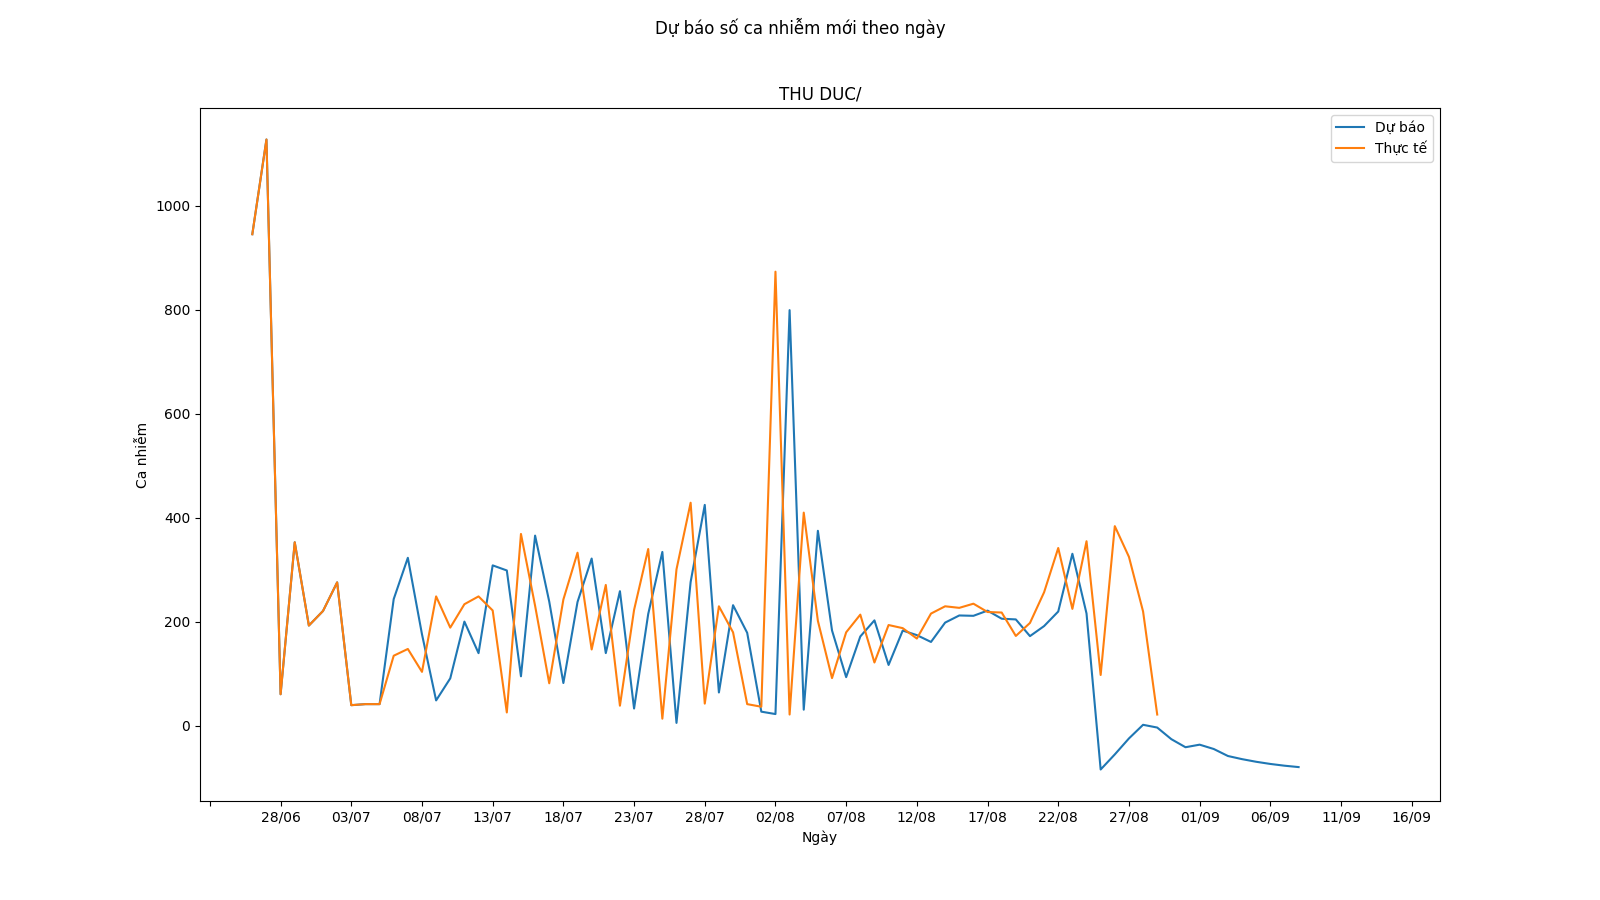 Dự báo số ca nhiễm mới theo ngày
THU DUC/
Dự báo
Thực tế
1000
800
600
400
200
0
Ca nhiễm
28/06 03/07 08/07 13/07 18/07 23/07 28/07 02/08 07/08 12/08 17/08 22/08 27/08 01/09 06/09 11/09 16/09
Ngày